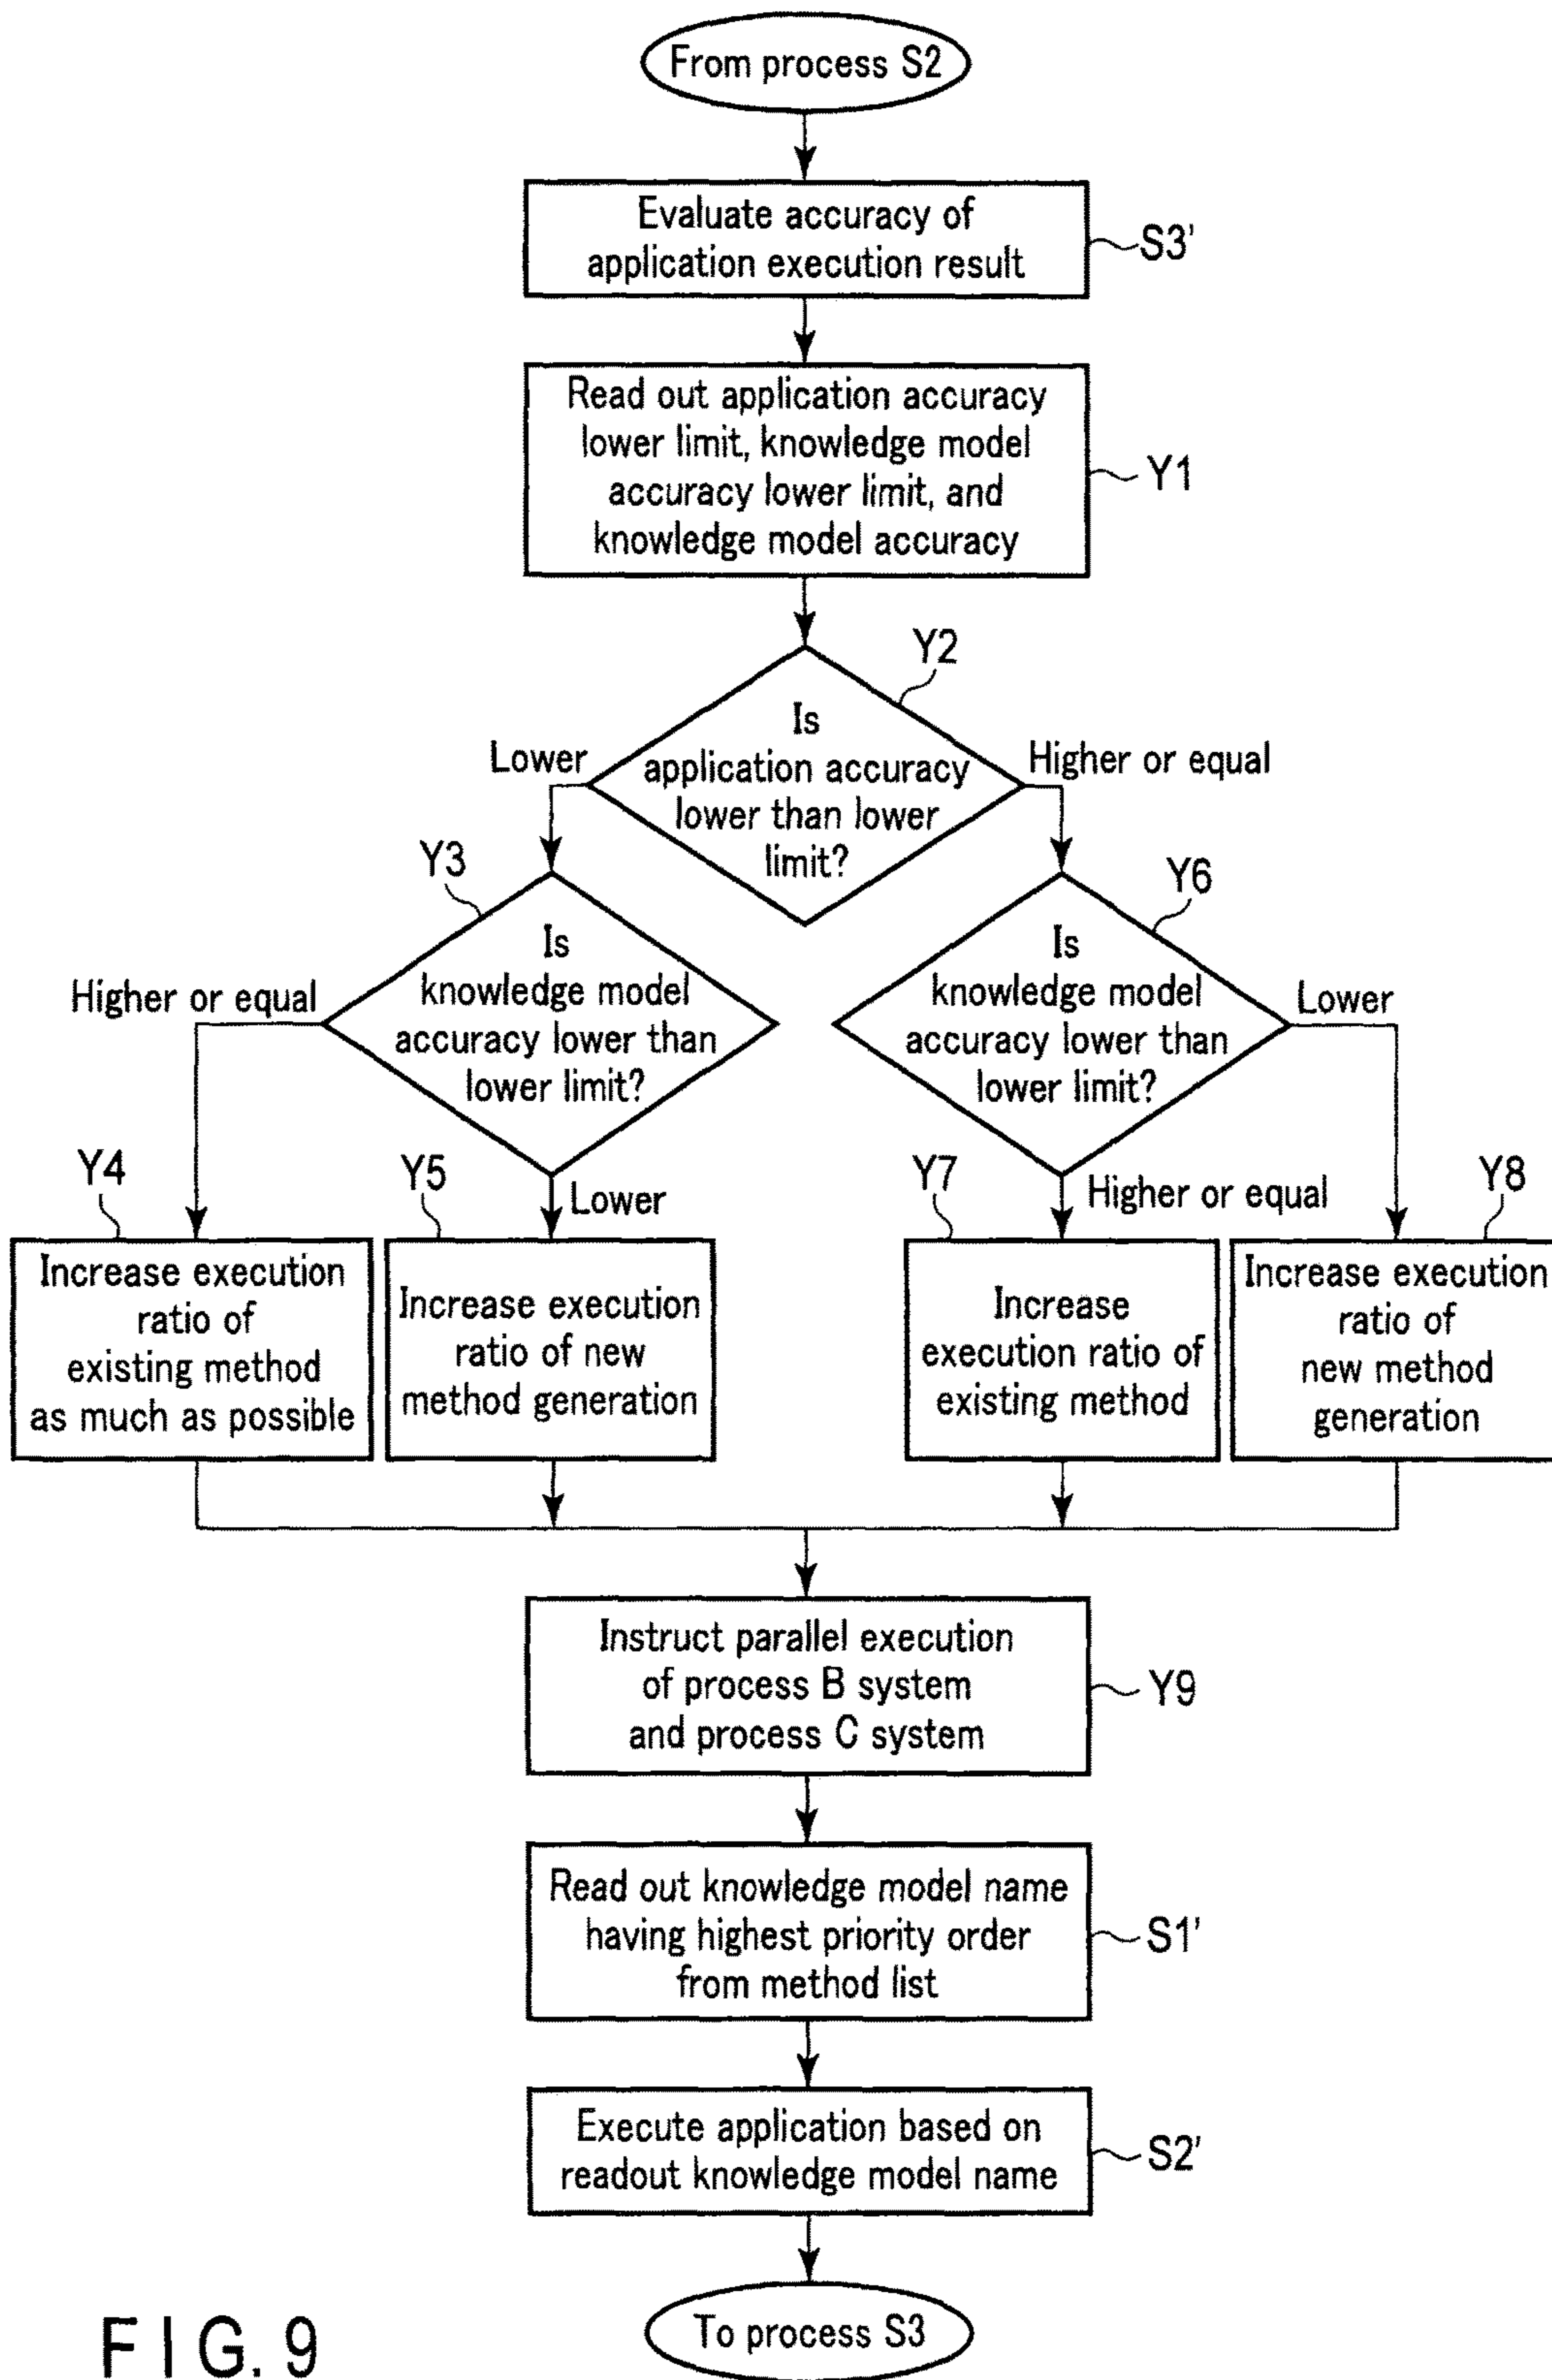 From process S2
Evaluate accuracy of
application execution result
S3'
Read out application accuracy
lower limit, knowledge model
accuracy lower limit, and
knowledge model accuracy
Y1
Y2
Is
application accuracy
lower than lower
limit?
Lower
Higher or equal
Y3
Is
knowledge model
accuracy lower than
lower limit?
Higher or equal
Lower
Y6
Is
knowledge model
accuracy lower than
lower limit?
Lower
Higher or equal
Y4
Increase execution
ratio of
existing method
as much as possible
Y5
Increase execution
ratio of new
method generation
Y7
Increase
execution ratio of
existing method
Y8
Increase execution
ratio of
new method
generation
Instruct parallel execution
of process B system
and process C system
Y9
Read out knowledge model name
having highest priority order
from method list
S1'
Execute application based on
readout knowledge model name
S2'
To process S3
FIG. 9